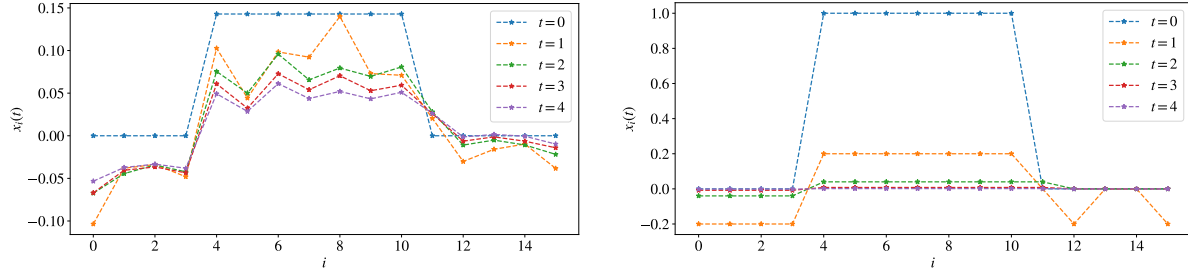 0.15
0.10
0.05
0.00
−0.05
−0.10
x_i(t)
0 2 4 6 8 10 12 14
i
t = 0
t = 1
t = 2
t = 3
t = 4
1.0
0.8
0.6
0.4
0.2
0.0
−0.2
x_i(t)
0 2 4 6 8 10 12 14
i
t = 0
t = 1
t = 2
t = 3
t = 4